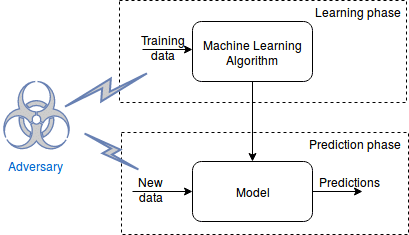 Learning phase
Training
data
Machine Learning
Algorithm
Adversary
Prediction phase
New
data
Model
Predictions